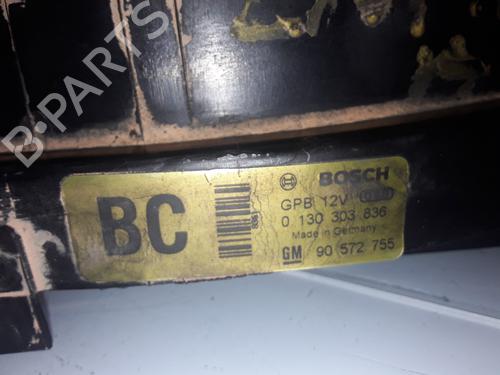 B-PARTS
BC
BOSCH
GPB 12V
0 130 303 836
Made in Germany
GM 90 572 755